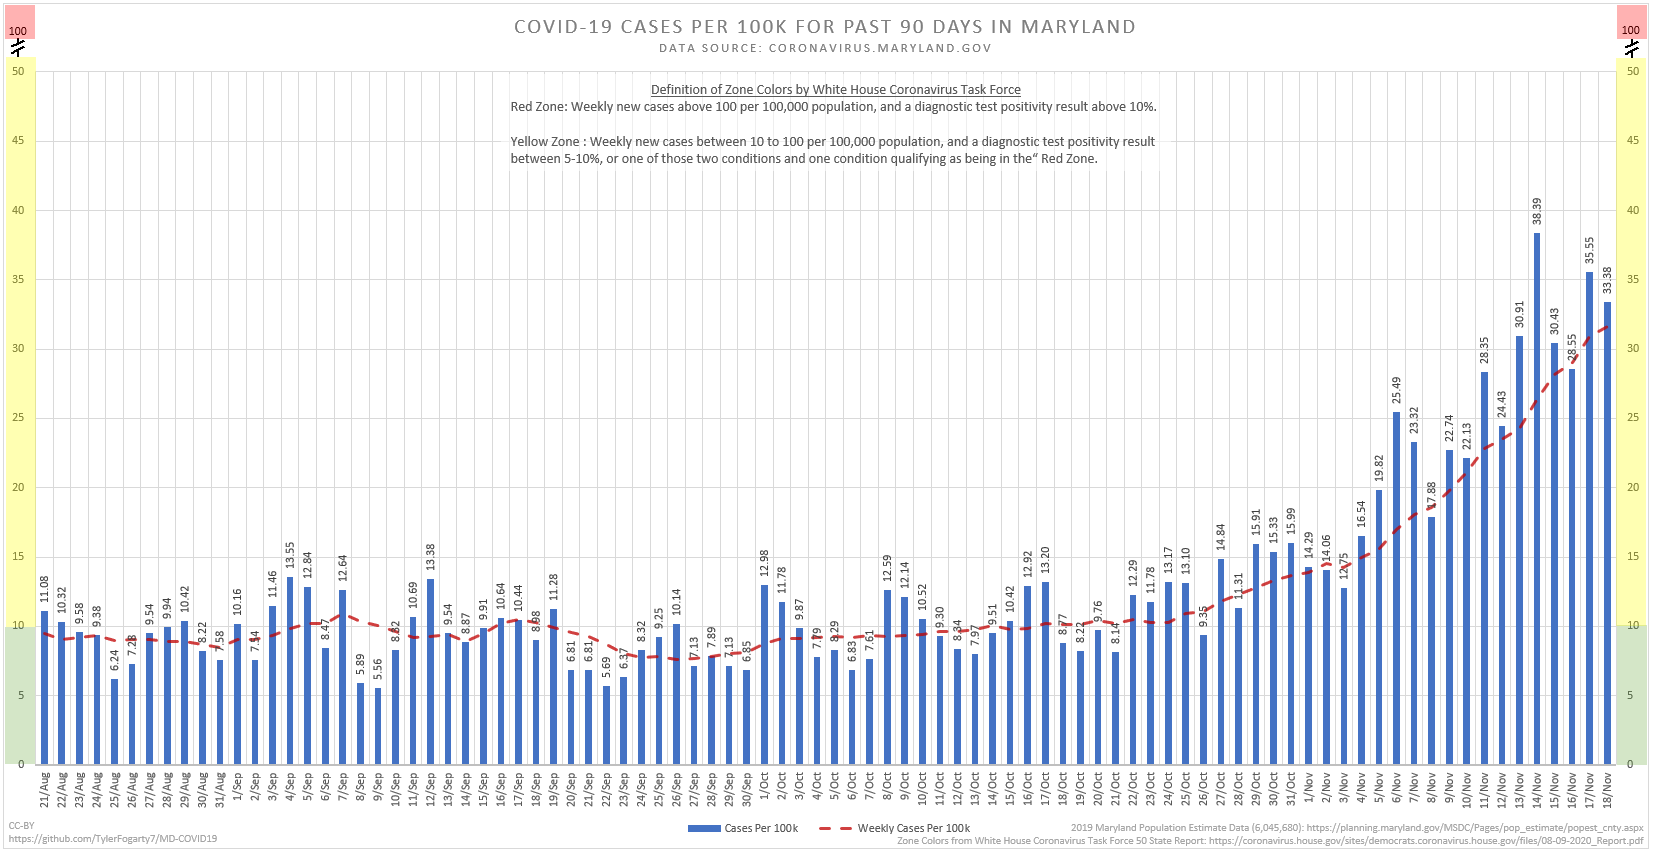 COVID-19 CASES PER 100K FOR PAST 90 DAYS IN MARYLAND
DATA SOURCE: CORONAVIRUS.MARYLAND.GOV
100
100
Definition of Zone Colors by White House Coronavirus Task Force
Red Zone: Weekly new cases above 100 per 100,000 population, and a diagnostic test positivity result above 10%.
Yellow Zone : Weekly new cases between 10 to 100 per 100,000 population, and a diagnostic test positivity result
between 5-10%, or one of those two conditions and one condition qualifying as being in the“ Red Zone.
50
45
40
35
30
25
20
15
10
5
0
50
45
40
35
30
25
20
15
10
5
0
11.08
10.32
9.58
9.38
6.24
7.28
9.54
9.94
10.42
8.22
7.58
10.16
7.54
11.46
13.55
12.84
8.47
12.64
5.89
5.56
8.32
10.69
13.38
9.54
8.87
9.91
10.64
10.44
8.98
11.28
6.81
6.81
5.69
6.37
8.32
9.25
10.14
7.13
7.89
7.13
6.85
12.98
11.78
9.87
7.79
8.29
6.83
7.61
12.59
12.14
10.52
9.30
8.34
7.97
9.51
10.42
12.92
13.20
8.77
8.22
9.76
8.14
12.29
11.78
13.17
13.10
9.35
14.84
11.31
15.91
15.33
15.99
14.29
14.06
12.75
16.54
19.82
25.49
23.32
17.88
22.74
22.13
28.35
24.43
30.91
38.39
30.43
28.55
35.55
33.38
21/Aug
22/Aug
23/Aug
24/Aug
25/Aug
26/Aug
27/Aug
28/Aug
29/Aug
30/Aug
31/Aug
1/Sep
2/Sep
3/Sep
4/Sep
5/Sep
6/Sep
7/Sep
8/Sep
9/Sep
10/Sep
11/Sep
12/Sep
13/Sep
14/Sep
15/Sep
16/Sep
17/Sep
18/Sep
19/Sep
20/Sep
21/Sep
22/Sep
23/Sep
24/Sep
25/Sep
26/Sep
27/Sep
28/Sep
29/Sep
30/Sep
1/Oct
2/Oct
3/Oct
4/Oct
5/Oct
6/Oct
7/Oct
8/Oct
9/Oct
10/Oct
11/Oct
12/Oct
13/Oct
14/Oct
15/Oct
16/Oct
17/Oct
18/Oct
19/Oct
20/Oct
21/Oct
22/Oct
23/Oct
24/Oct
25/Oct
26/Oct
27/Oct
28/Oct
29/Oct
30/Oct
31/Oct
1/Nov
2/Nov
3/Nov
4/Nov
5/Nov
6/Nov
7/Nov
8/Nov
9/Nov
10/Nov
11/Nov
12/Nov
13/Nov
14/Nov
15/Nov
16/Nov
17/Nov
18/Nov
Cases Per 100k
Weekly Cases Per 100k
CC-BY
https://github.com/TylerFogarty7/MD-COVID19
2019 Maryland Population Estimate Data (6,045,680): https://planning.maryland.gov/MSDC/Pages/pop_estimate/popest_cnty.aspx
Zone Colors from White House Coronavirus Task Force 50 State Report: https://coronavirus.house.gov/sites/democrats.coronavirus.house.gov/files/08-09-2020_Report.pdf